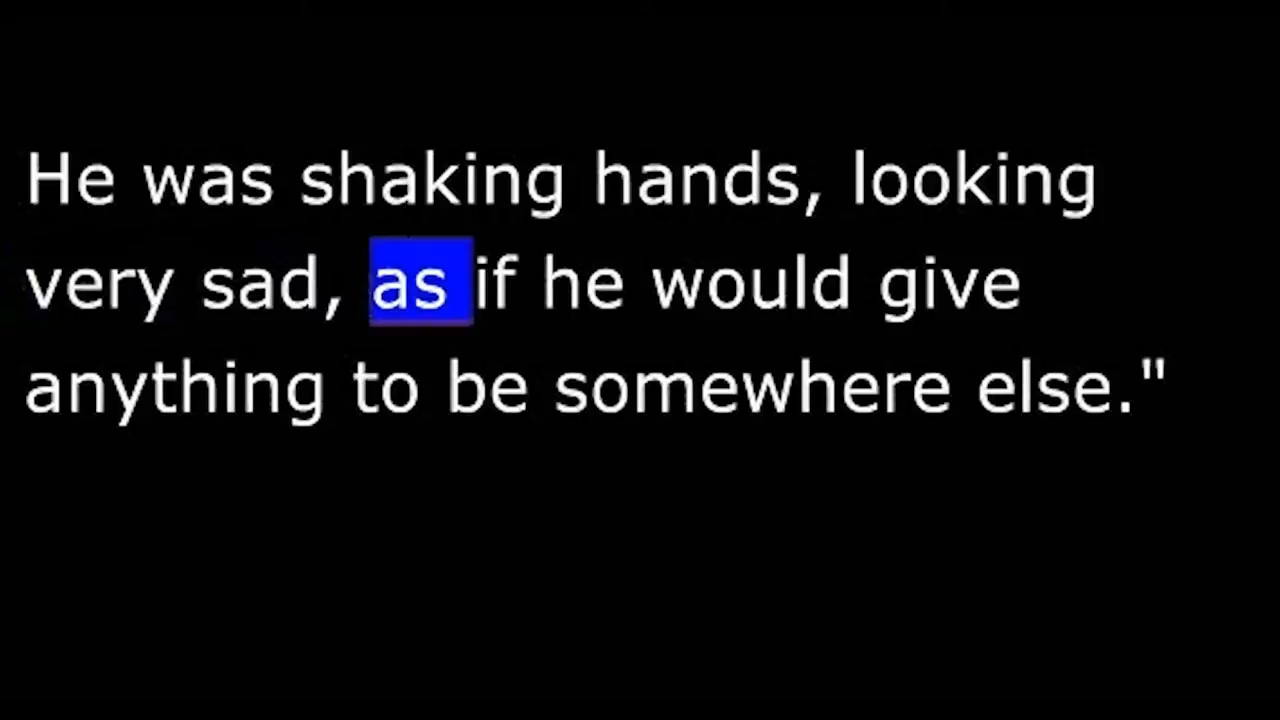 He was shaking hands, looking
very sad, as if he would give
anything to be somewhere else."